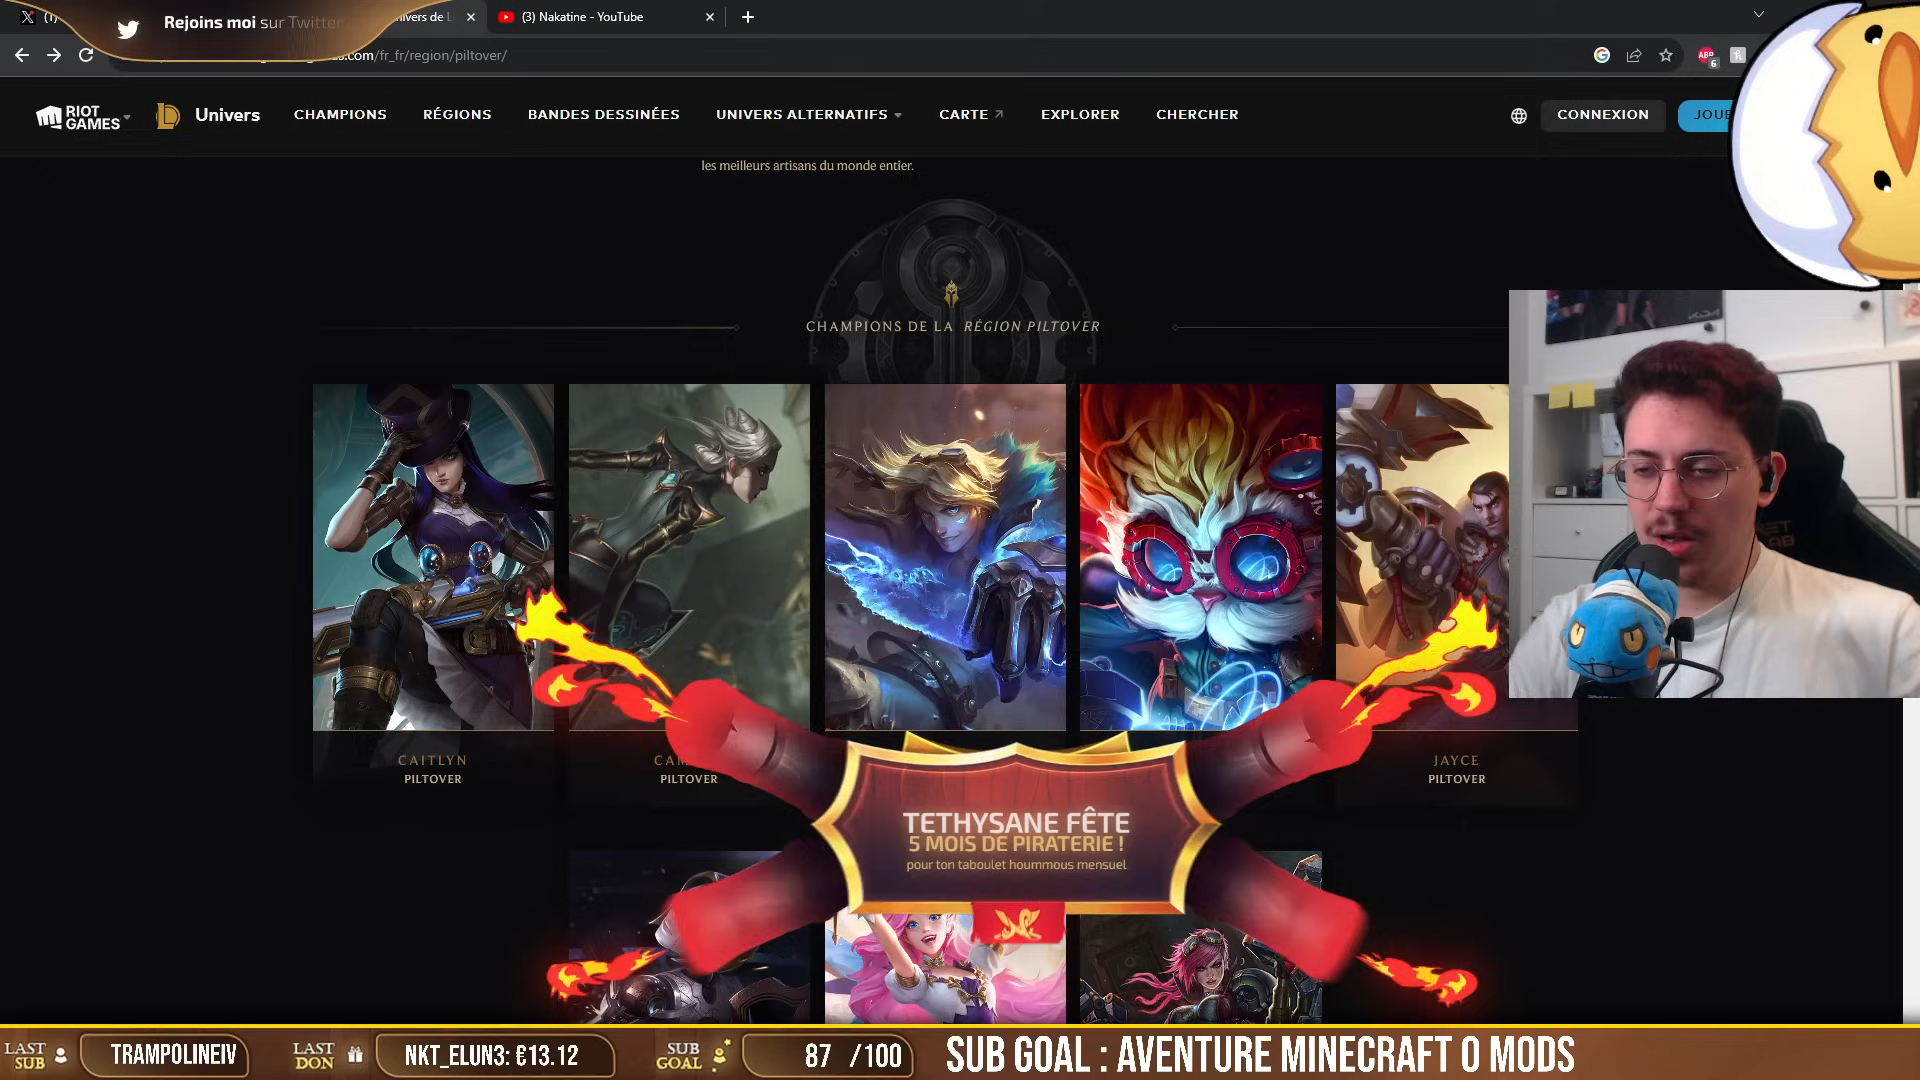 Rejoins moi sur Twitter
(3) Nakatine - YouTube
.com/fr_fr/region/piltover/
ABP
6
RIOT GAMES
Univers
CHAMPIONS
RÉGIONS
BANDES DESSINÉES
UNIVERS ALTERNATIFS
CARTE
EXPLORER
CHERCHER
CONNEXION
les meilleurs artisans du monde entier.
CHAMPIONS DE LA RÉGION PILTOVER
CAITLYN
PILTOVER
PILTOVER
JAYCE
PILTOVER
TETHYSANE FÊTE
5 MOIS DE PIRATERIE !
pour ton taboulet hoummous mensuel
LAST SUB
TRAMPOLINEIV
LAST DON
NKT_ELUN3: €13.12
SUB GOAL
87 /100
SUB GOAL : AVENTURE MINECRAFT 0 MODS